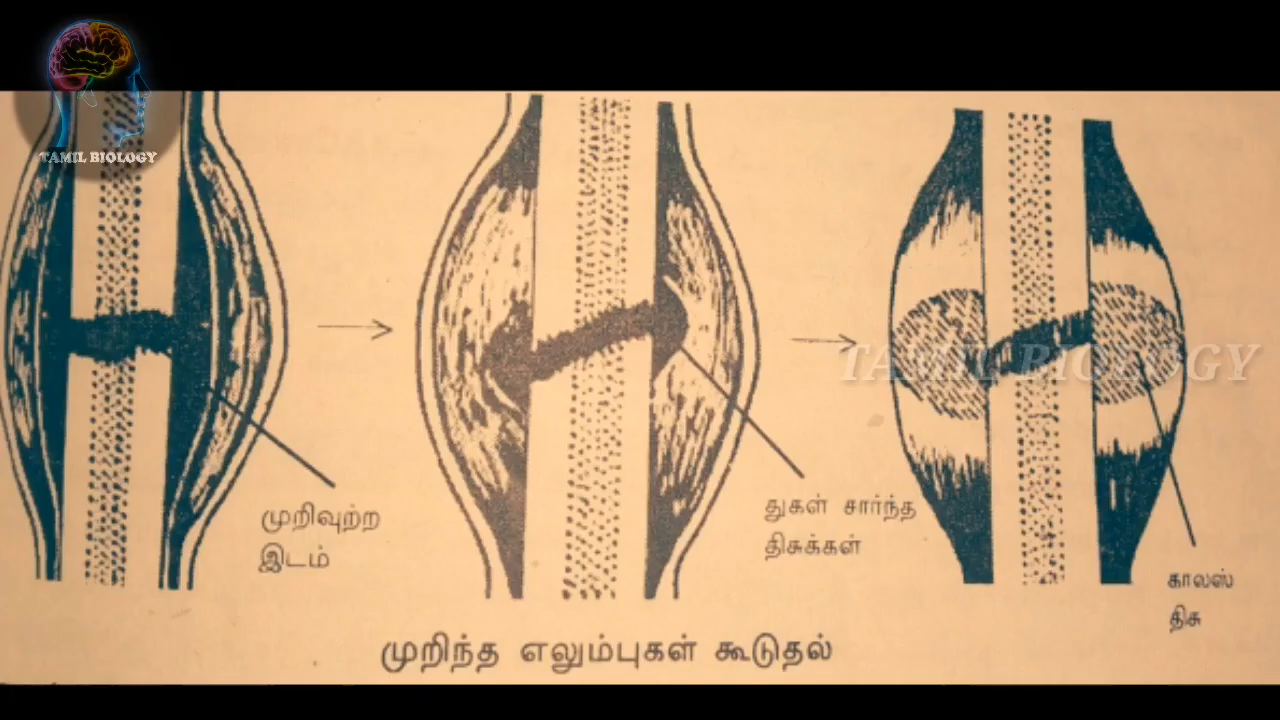 TAMIL BIOLOGY
TAMIL BIOLOGY
முறிவுற்ற
இடம்
துகள் சார்ந்த
திசுக்கள்
காலஸ்
திசு
முறிந்த எலும்புகள் கூடுதல்